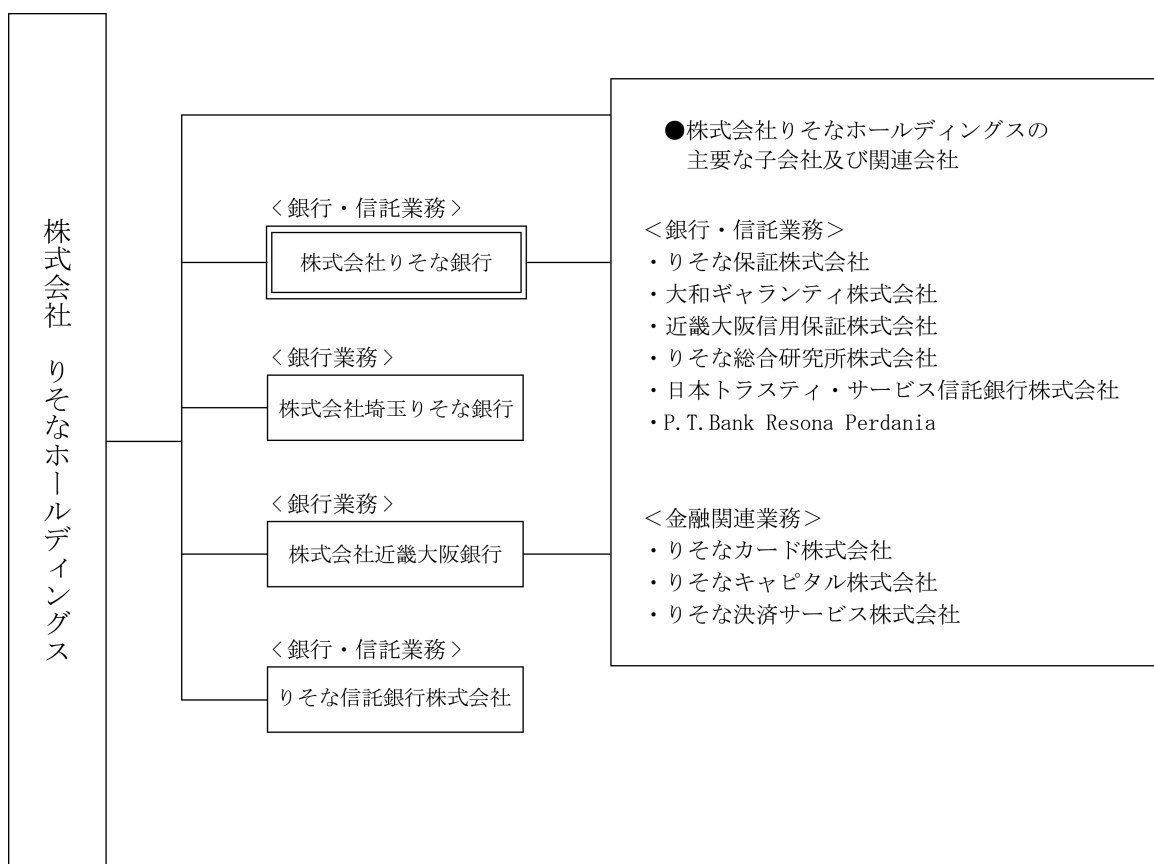 株式会社 りそなホールディングス
<銀行・信託業務>
株式会社りそな銀行
<銀行業務>
株式会社埼玉りそな銀行
<銀行業務>
株式会社近畿大阪銀行
<銀行・信託業務>
りそな信託銀行株式会社
●株式会社りそなホールディングスの
主要な子会社及び関連会社
<銀行・信託業務>
・りそな保証株式会社
・大和ギャランティ株式会社
・近畿大阪信用保証株式会社
・りそな総合研究所株式会社
・日本トラスティ・サービス信託銀行株式会社
・P.T.Bank Resona Perdania
<金融関連業務>
・りそなカード株式会社
・りそなキャピタル株式会社
・りそな決済サービス株式会社